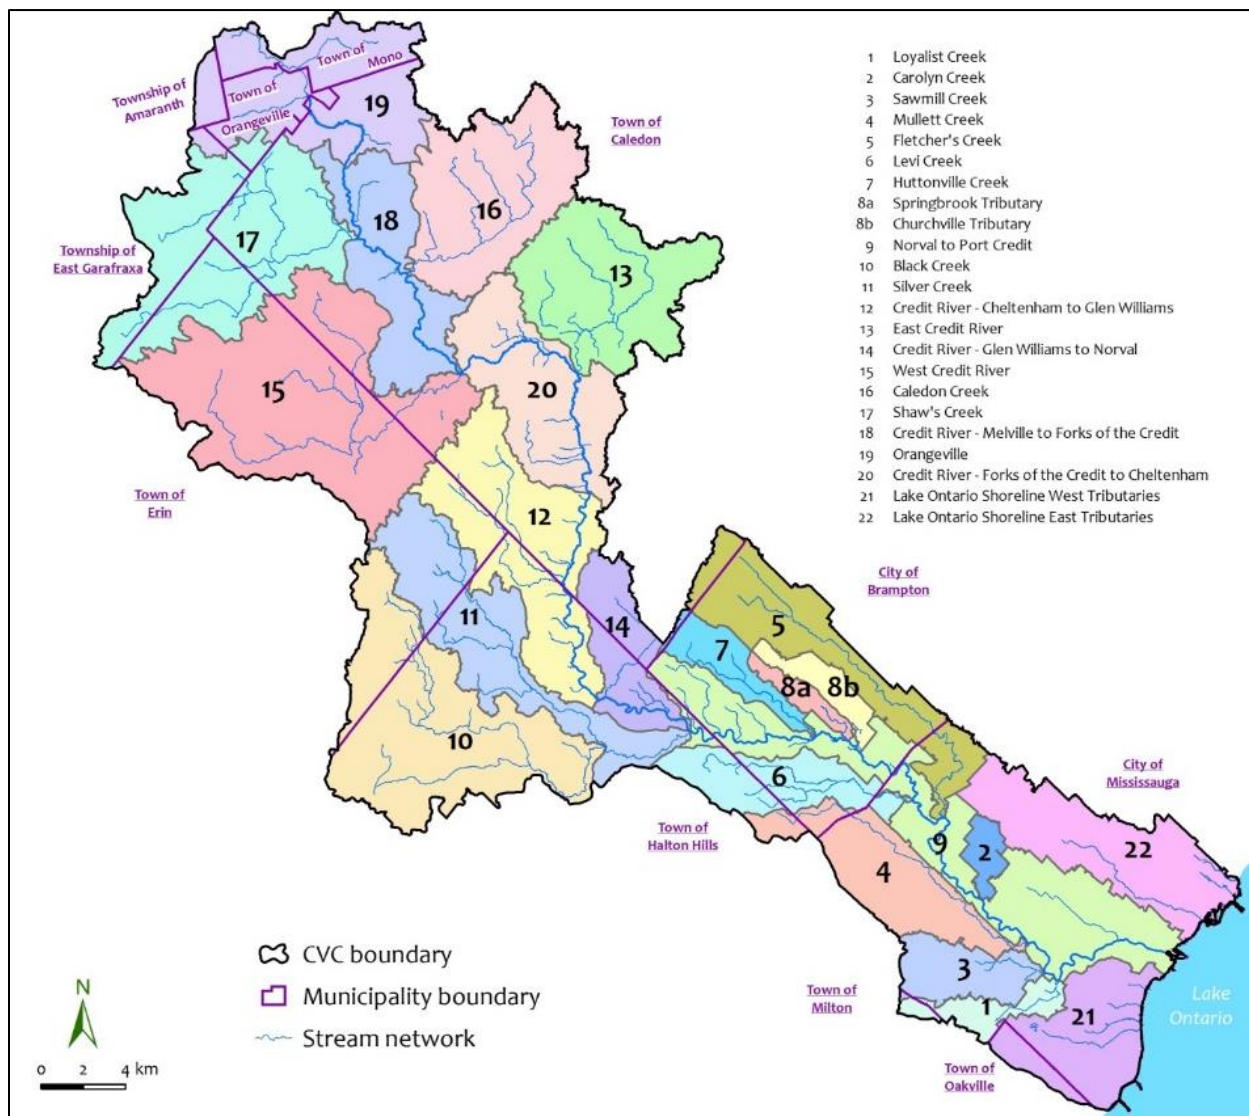 Town of
Mono
Township of
Amaranth
Town of
Orangeville
19
Town of
Caledon
16
18
17
Township of
East Garafraxa
13
15
20
Town of
Erin
12
11
14
10
City of
Brampton
5
7
8a
8b
6
City of
Mississauga
Town of
Halton Hills
9
2
22
4
3
1
21
Town of
Milton
Town of
Oakville
Lake
Ontario
1 Loyalist Creek
2 Carolyn Creek
3 Sawmill Creek
4 Mullett Creek
5 Fletcher's Creek
6 Levi Creek
7 Huttonville Creek
8a Springbrook Tributary
8b Churchville Tributary
9 Norval to Port Credit
10 Black Creek
11 Silver Creek
12 Credit River - Cheltenham to Glen Williams
13 East Credit River
14 Credit River - Glen Williams to Norval
15 West Credit River
16 Caledon Creek
17 Shaw's Creek
18 Credit River - Melville to Forks of the Credit
19 Orangeville
20 Credit River - Forks of the Credit to Cheltenham
21 Lake Ontario Shoreline West Tributaries
22 Lake Ontario Shoreline East Tributaries
CVC boundary
Municipality boundary
Stream network
N
0 2 4 km